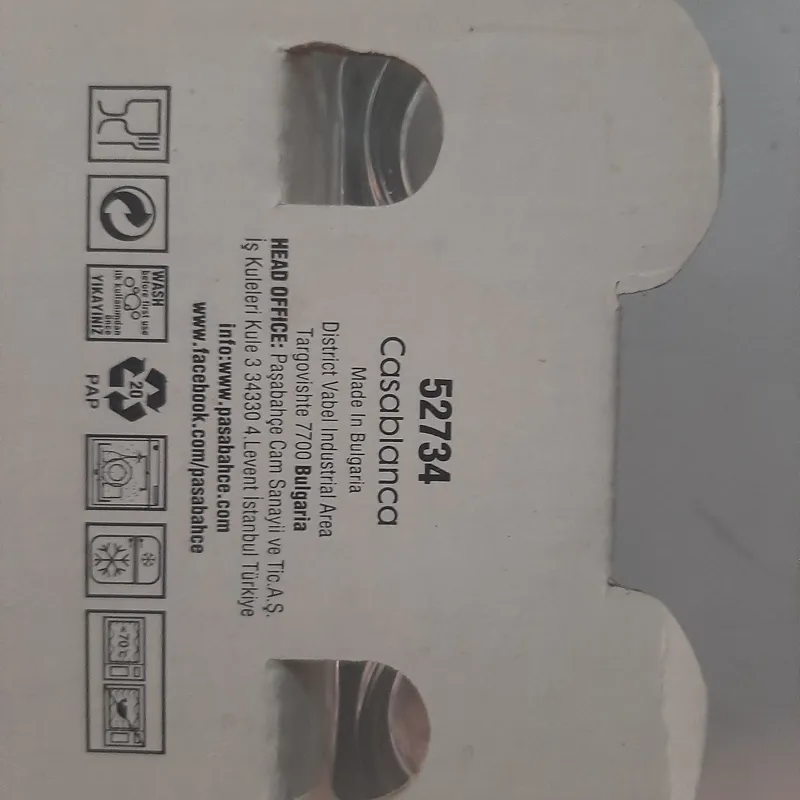 52734
Casablanca
Made In Bulgaria
District Vabel Industrial Area
Targovishte 7700 Bulgaria
HEAD OFFICE: Paşabahçe Cam Sanayii ve Tic.A.Ş.
İş Kuleleri Kule 3 34330 4.Levent İstanbul Türkiye
info:www.pasabahce.com
www.facebook.com/pasabahce
WASH
before first use
ilk kullanımdan
önce
YIKAYINIZ
20
PAP
<70°C